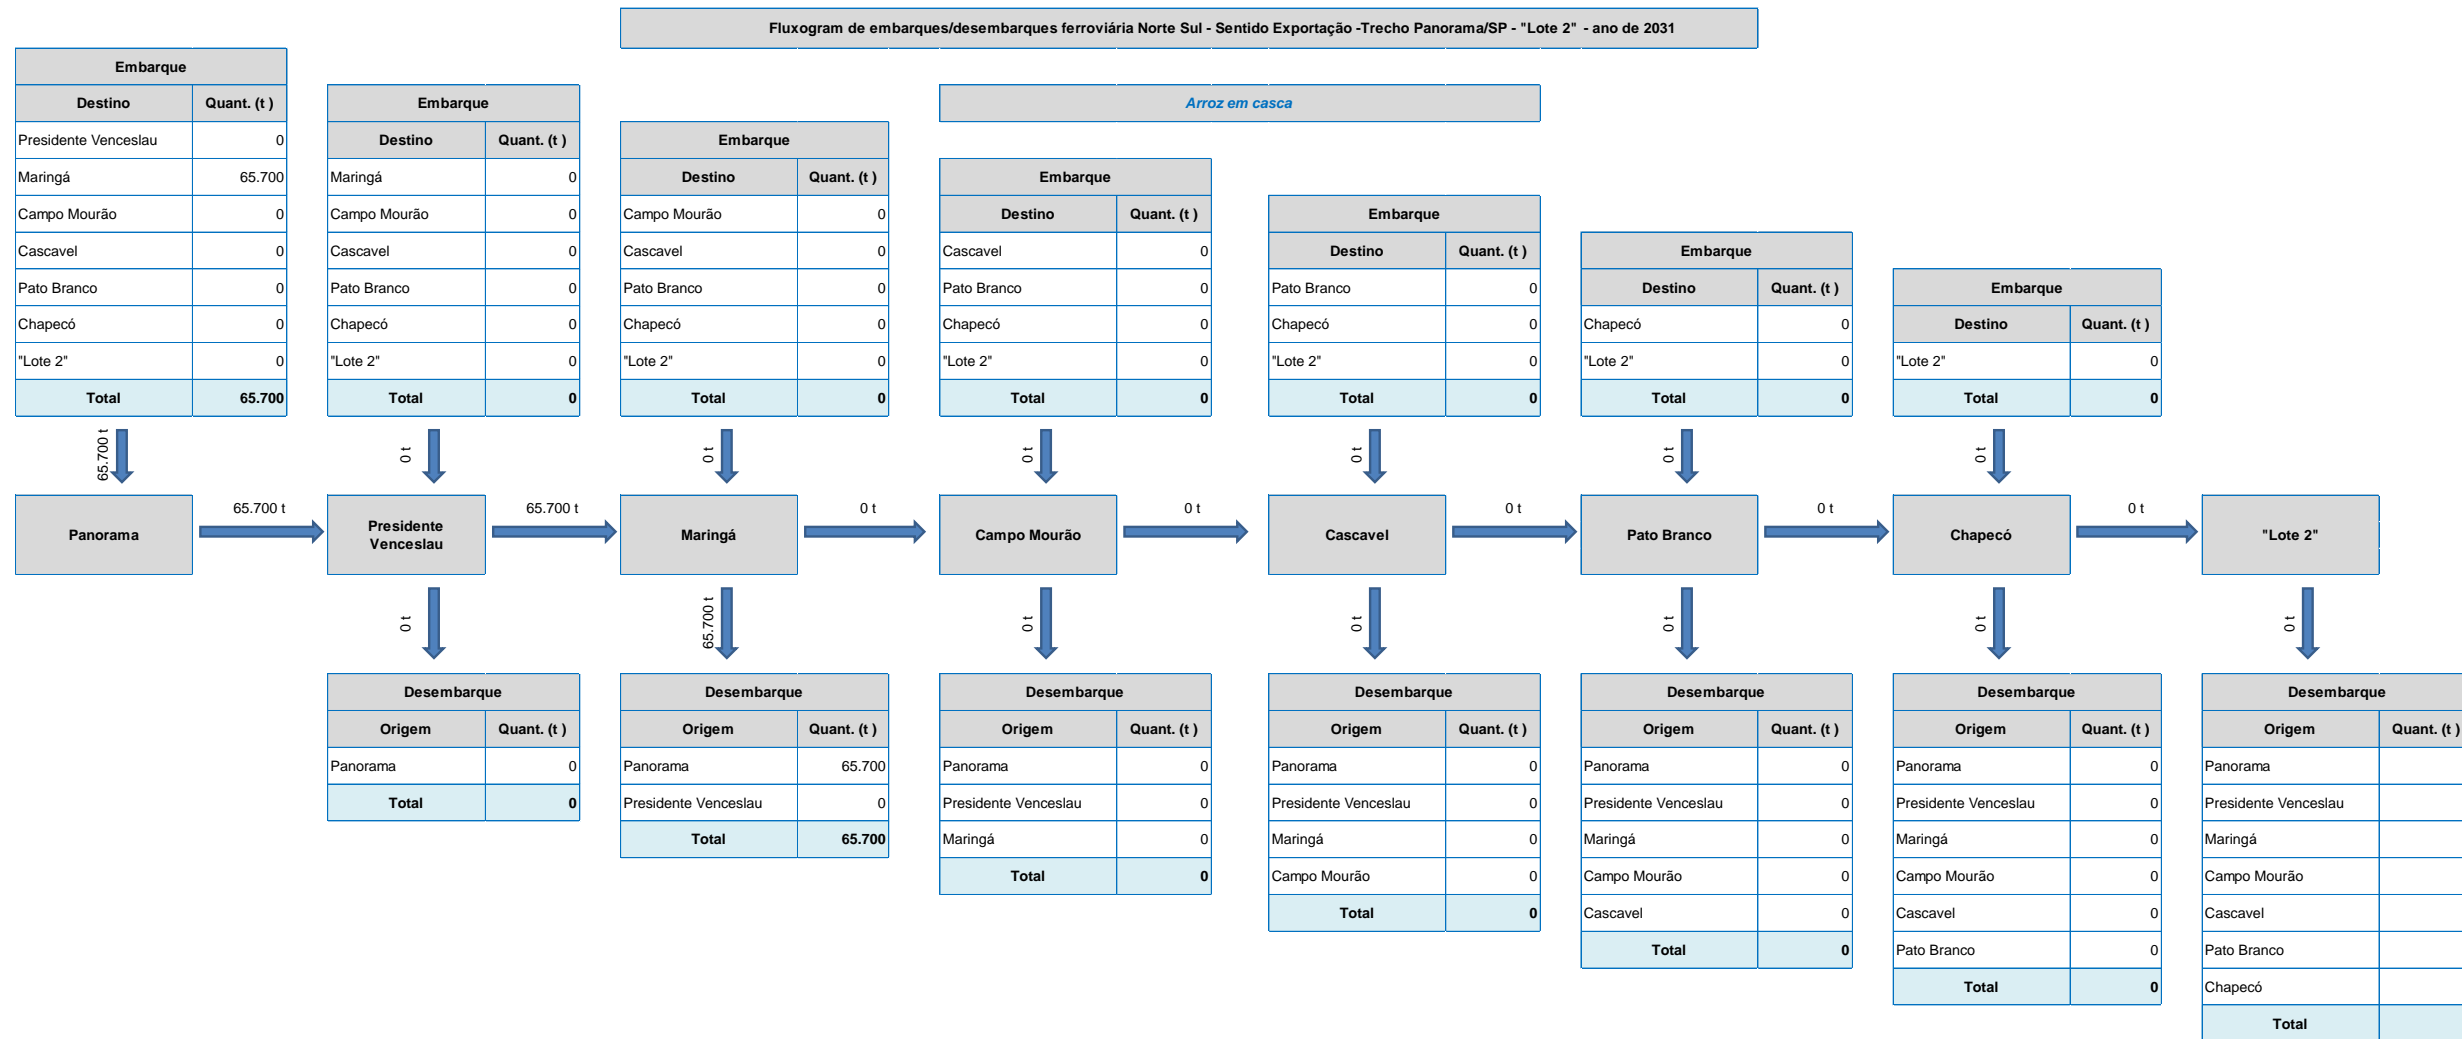 Fluxogram de embarques/desembarques ferroviária Norte Sul - Sentido Exportação -Trecho Panorama/SP - "Lote 2" - ano de 2031
Arroz em casca
Embarque
Destino Quant. (t )
Presidente Venceslau 0
Maringá 65.700
Campo Mourão 0
Cascavel 0
Pato Branco 0
Chapecó 0
"Lote 2" 0
Total 65.700
Embarque
Destino Quant. (t )
Maringá 0
Campo Mourão 0
Cascavel 0
Pato Branco 0
Chapecó 0
"Lote 2" 0
Total 0
Embarque
Destino Quant. (t )
Campo Mourão 0
Cascavel 0
Pato Branco 0
Chapecó 0
"Lote 2" 0
Total 0
Embarque
Destino Quant. (t )
Cascavel 0
Pato Branco 0
Chapecó 0
"Lote 2" 0
Total 0
Embarque
Destino Quant. (t )
Pato Branco 0
Chapecó 0
"Lote 2" 0
Total 0
Embarque
Destino Quant. (t )
Chapecó 0
"Lote 2" 0
Total 0
Embarque
Destino Quant. (t )
"Lote 2" 0
Total 0
65.700 t
0 t
0 t
0 t
0 t
0 t
0 t
Panorama
65.700 t
Presidente
Venceslau
65.700 t
Maringá
0 t
Campo Mourão
0 t
Cascavel
0 t
Pato Branco
0 t
Chapecó
0 t
"Lote 2"
0 t
65.700 t
0 t
0 t
0 t
0 t
0 t
Desembarque
Origem Quant. (t )
Panorama 0
Total 0
Desembarque
Origem Quant. (t )
Panorama 65.700
Presidente Venceslau 0
Total 65.700
Desembarque
Origem Quant. (t )
Panorama 0
Presidente Venceslau 0
Maringá 0
Total 0
Desembarque
Origem Quant. (t )
Panorama 0
Presidente Venceslau 0
Maringá 0
Campo Mourão 0
Total 0
Desembarque
Origem Quant. (t )
Panorama 0
Presidente Venceslau 0
Maringá 0
Campo Mourão 0
Cascavel 0
Total 0
Desembarque
Origem Quant. (t )
Panorama 0
Presidente Venceslau 0
Maringá 0
Campo Mourão 0
Cascavel 0
Pato Branco 0
Total 0
Desembarque
Origem Quant. (t )
Panorama
Presidente Venceslau
Maringá
Campo Mourão
Cascavel
Pato Branco
Chapecó
Total